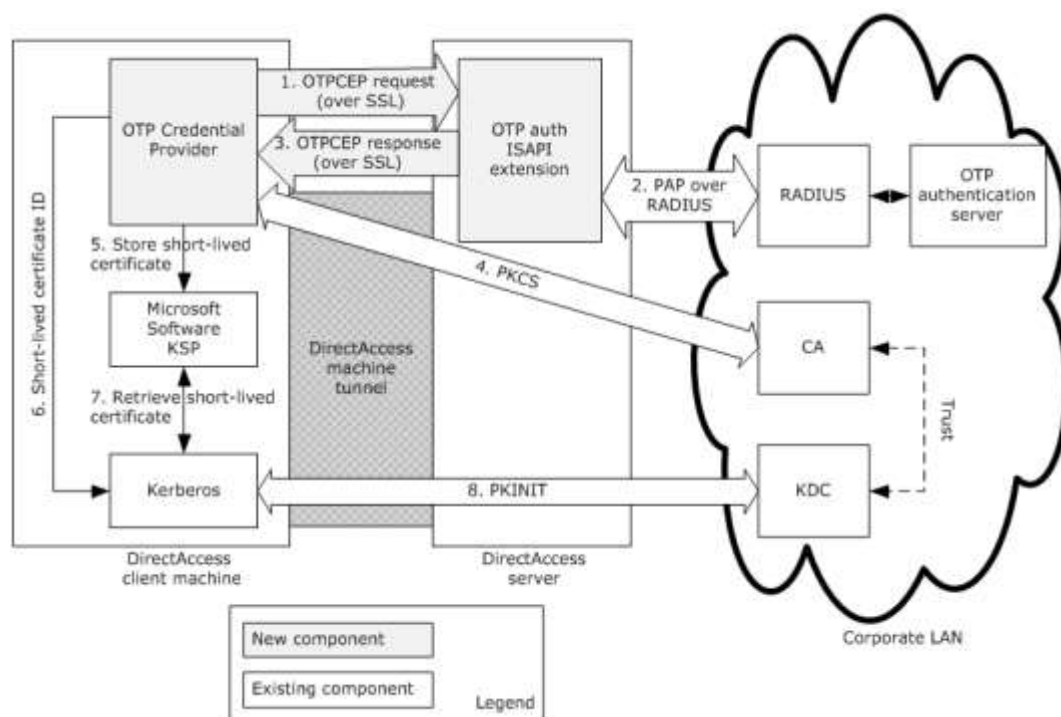 1. OTPCEP request
(over SSL)
OTP Credential
Provider
3. OTPCEP response
(over SSL)
OTP auth
ISAPI
extension
2. PAP over
RADIUS
RADIUS
OTP
authentication
server
6. Short-lived certificate ID
5. Store short-lived
certificate
4. PKCS
Microsoft
Software
KSP
DirectAccess
machine
tunnel
CA
7. Retrieve short-lived
certificate
Trust
Kerberos
8. PKINIT
KDC
DirectAccess
client machine
DirectAccess
server
Corporate LAN
New component
Existing component
Legend